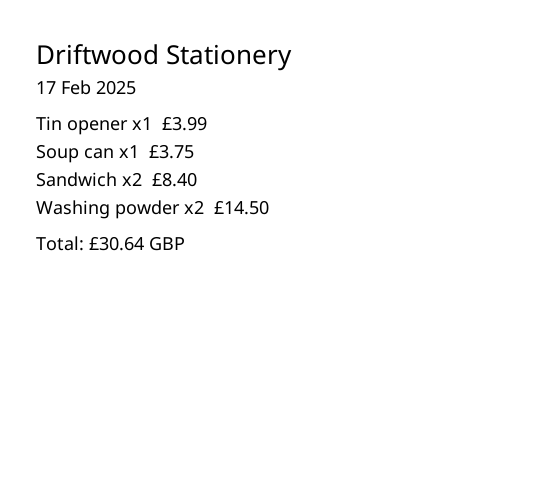 Driftwood Stationery
17 Feb 2025
Tin opener x1  £3.99
Soup can x1  £3.75
Sandwich x2  £8.40
Washing powder x2  £14.50
Total: £30.64 GBP